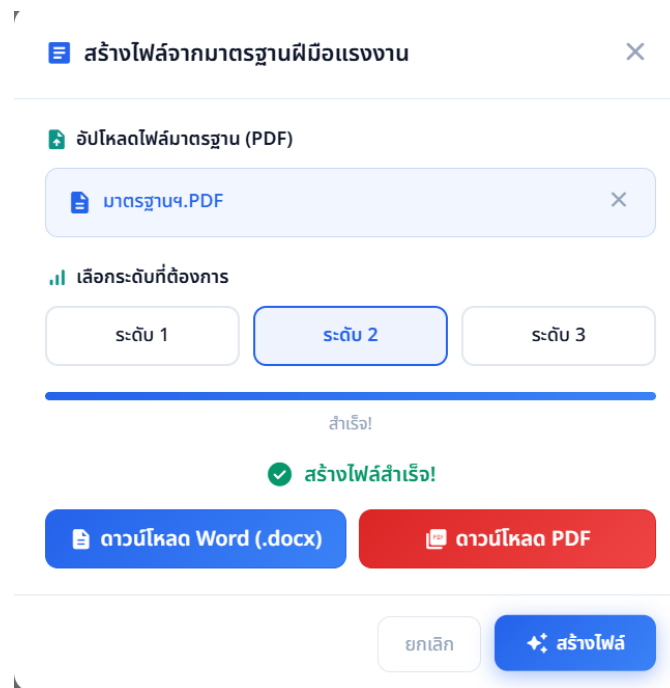 สร้างไฟล์จากมาตรฐานฝีมือแรงงาน
อัปโหลดไฟล์มาตรฐาน (PDF)
มาตรฐานฯ.PDF
เลือกระดับที่ต้องการ
ระดับ 1 ระดับ 2 ระดับ 3
สำเร็จ!
สร้างไฟล์สำเร็จ!
ดาวน์โหลด Word (.docx) ดาวน์โหลด PDF
ยกเลิก สร้างไฟล์